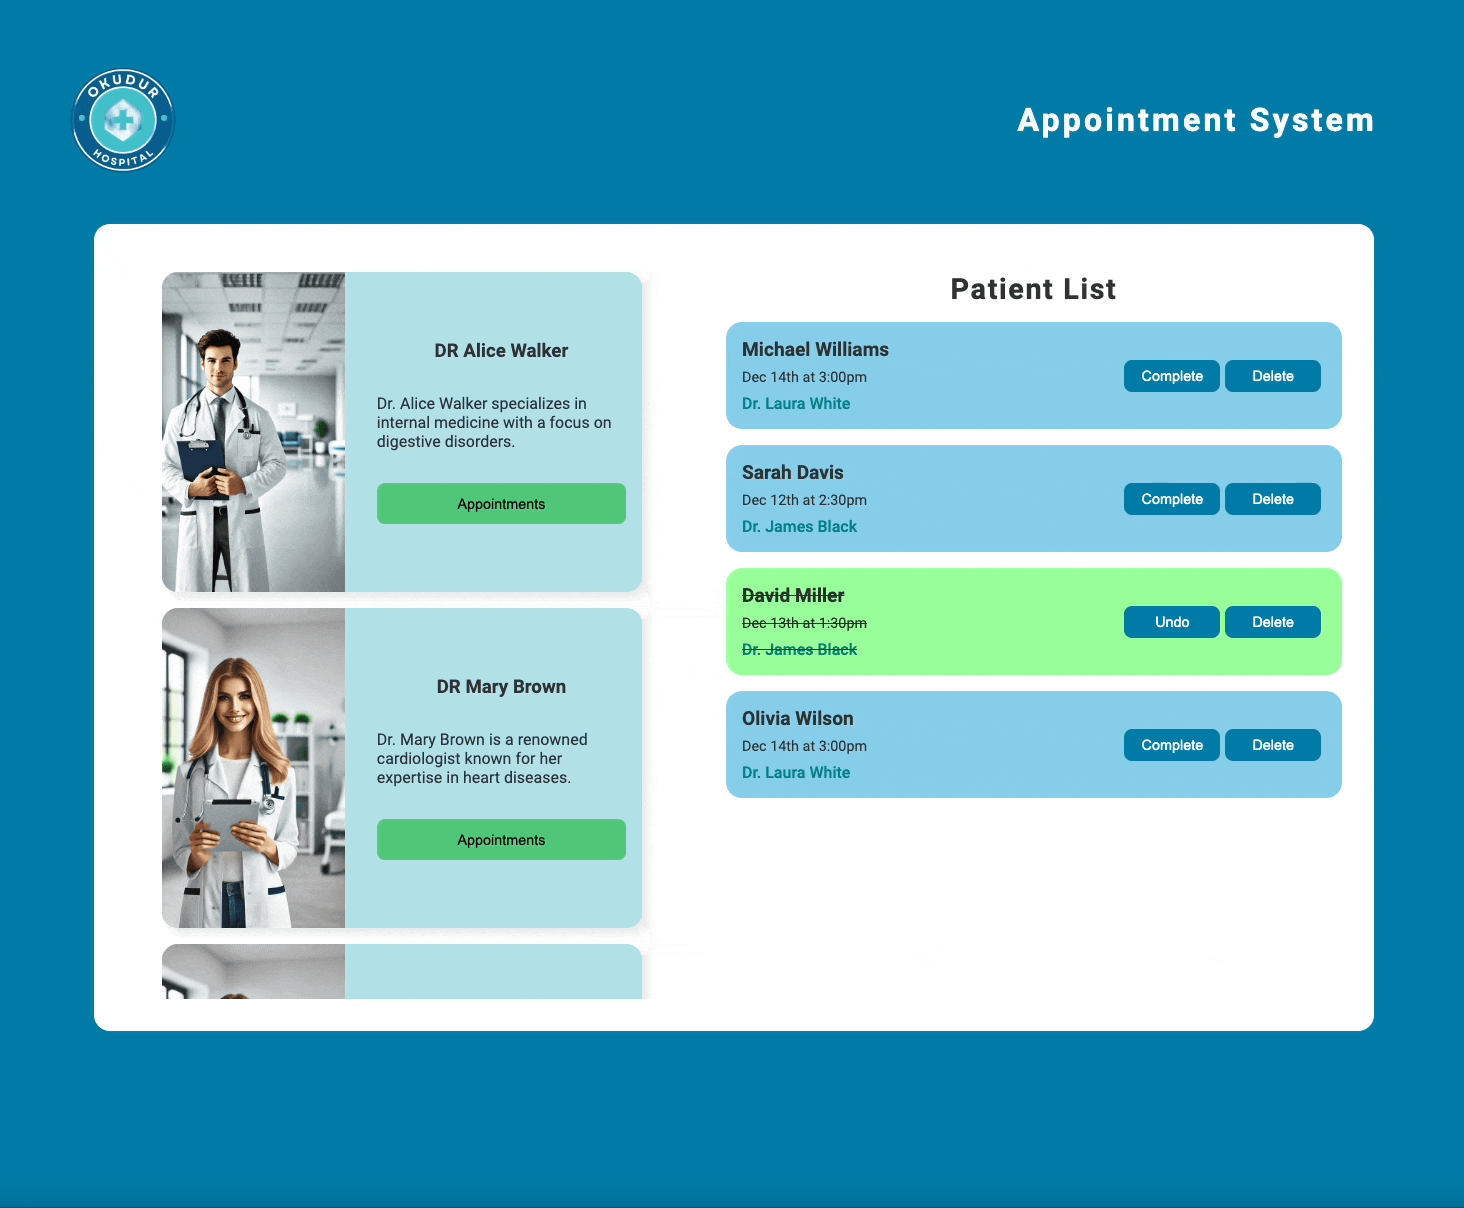 OKUDUR
HOSPITAL
Appointment System
DR Alice Walker
Dr. Alice Walker specializes in
internal medicine with a focus on
digestive disorders.
Appointments
DR Mary Brown
Dr. Mary Brown is a renowned
cardiologist known for her
expertise in heart diseases.
Appointments
Patient List
Michael Williams
Dec 14th at 3:00pm
Dr. Laura White
Complete
Delete
Sarah Davis
Dec 12th at 2:30pm
Dr. James Black
Complete
Delete
David Miller
Dec 13th at 1:30pm
Dr. James Black
Undo
Delete
Olivia Wilson
Dec 14th at 3:00pm
Dr. Laura White
Complete
Delete